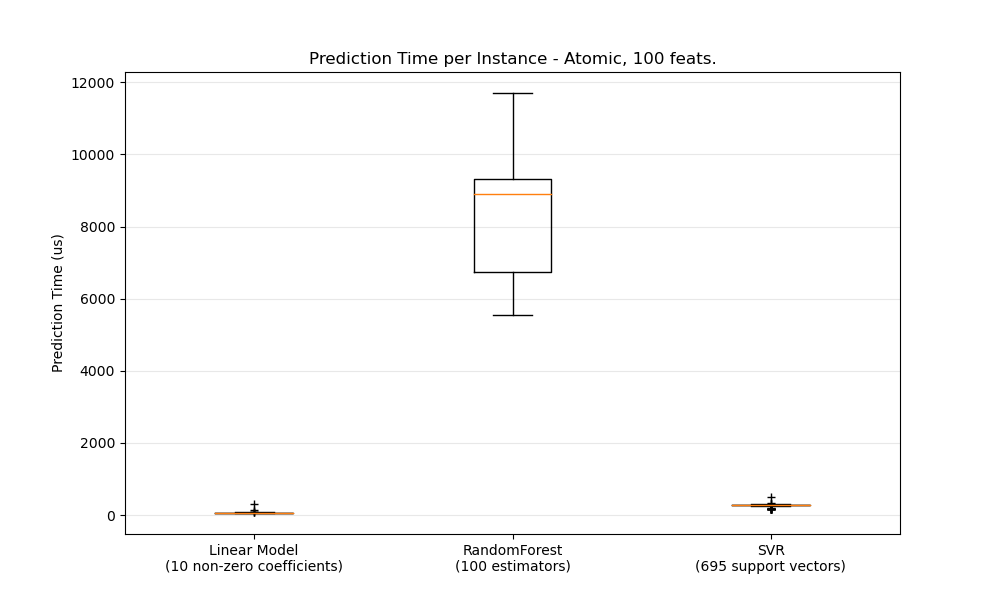 Prediction Time per Instance - Atomic, 100 feats.
12000
10000
8000
6000
4000
2000
0
Prediction Time (us)
Linear Model
(10 non-zero coefficients)
RandomForest
(100 estimators)
SVR
(695 support vectors)